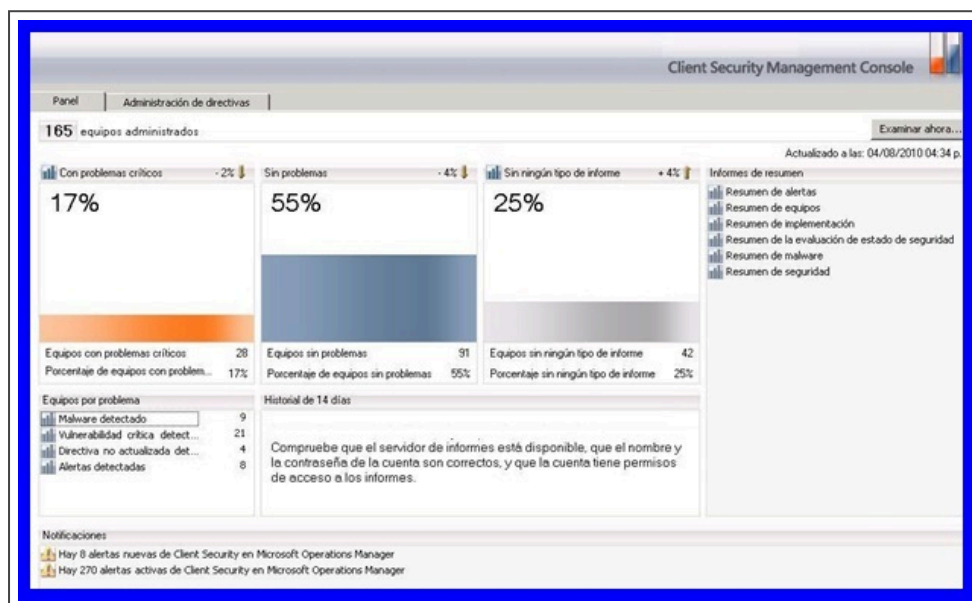 Client Security Management Console
Panel
Administración de directivas
165 equipos administrados
Examinar ahora...
Actualizado a las: 04/08/2010 04:34 p.
Con problemas críticos - 2%
17%
Equipos con problemas críticos 28
Porcentaje de equipos con problem... 17%
Sin problemas - 4%
55%
Equipos sin problemas 91
Porcentaje de equipos sin problemas 55%
Sin ningún tipo de informe + 4%
25%
Equipos sin ningún tipo de informe 42
Porcentaje sin ningún tipo de informe 25%
Informes de resumen
Resumen de alertas
Resumen de equipos
Resumen de implementación
Resumen de la evaluación de estado de seguridad
Resumen de malware
Resumen de seguridad
Equipos por problema
Malware detectado 9
Vulnerabilidad crítica detect... 21
Directiva no actualizada det... 4
Alertas detectadas 8
Historial de 14 días
Compruebe que el servidor de informes está disponible, que el nombre y
la contraseña de la cuenta son correctos, y que la cuenta tiene permisos
de acceso a los informes.
Notificaciones
Hay 8 alertas nuevas de Client Security en Microsoft Operations Manager
Hay 270 alertas activas de Client Security en Microsoft Operations Manager